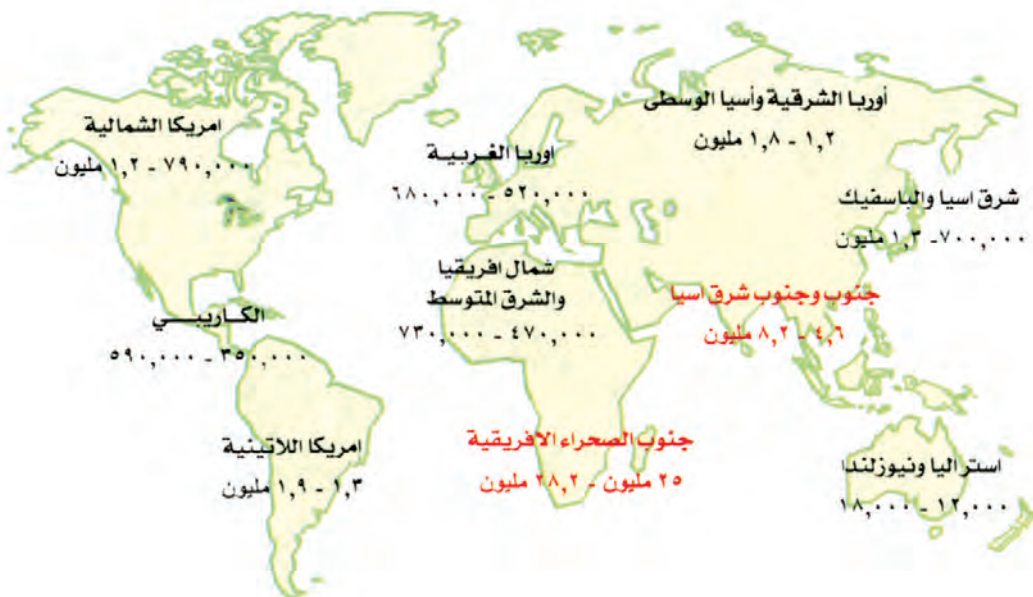 أوربا الشرقية وأسيا الوسطى
١,٢ - ١,٨ مليون
امريكا الشمالية
٧٩٠,٠٠٠ - ١,٢ مليون
اوربا الغربية
٥٢٠,٠٠٠ - ٦٨٠,٠٠٠
شرق اسيا والباسفيك
٧٠٠,٠٠٠ - ١,٣ مليون
شمال افريقيا
والشرق المتوسط
٤٧٠,٠٠٠ - ٧٣٠,٠٠٠
جنوب وجنوب شرق اسيا
٤,٦ - ٨,٢ مليون
الكاريبي
٣٥٠,٠٠٠ - ٥٩٠,٠٠٠
امريكا اللاتينية
١,٣ - ١,٩ مليون
جنوب الصحراء الافريقية
٢٥ مليون - ٢٨,٢ مليون
استراليا ونيوزلندا
١٢,٠٠٠ - ١٨,٠٠٠